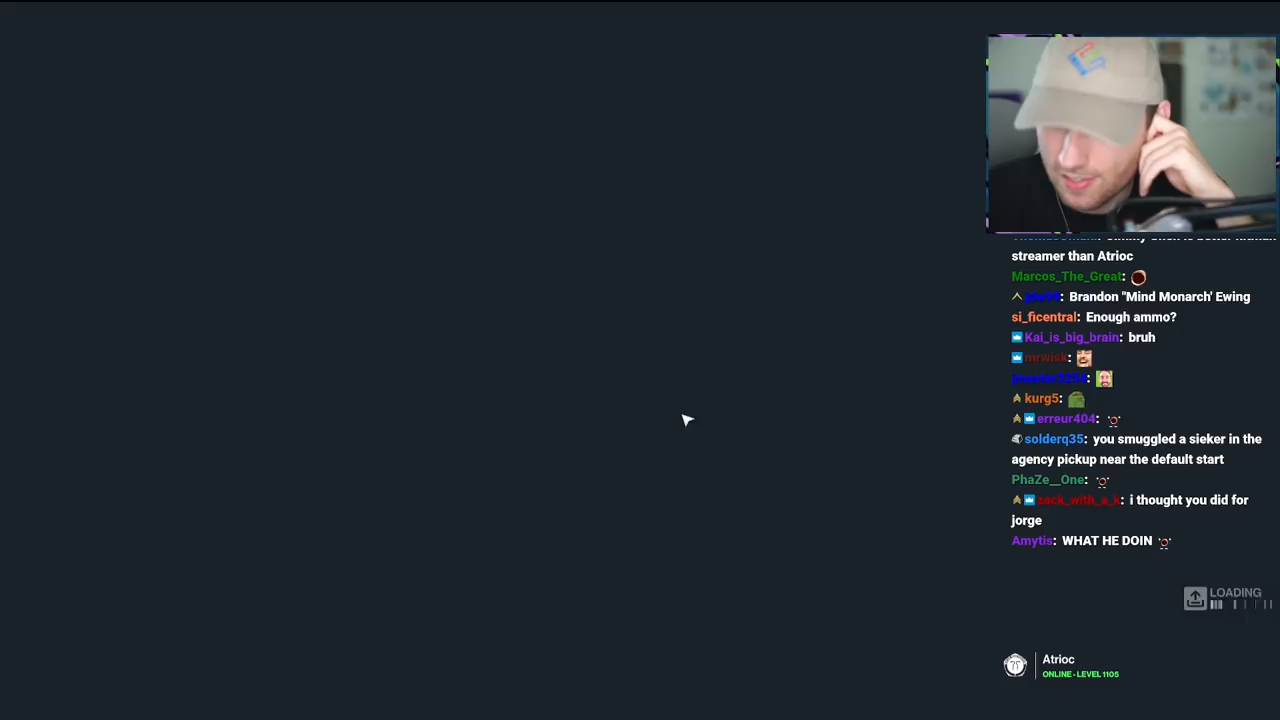 streamer than Atrioc
Marcos_The_Great:
: Brandon "Mind Monarch' Ewing
si_ficentral: Enough ammo?
Kai_is_big_brain: bruh
mrwisk:
kurg5:
erreur404:
solderq35: you smuggled a sieker in the
agency pickup near the default start
PhaZe__One:
zack_with_a_k: i thought you did for
jorge
Amytis: WHAT HE DOIN
LOADING
Atrioc
ONLINE - LEVEL 1105